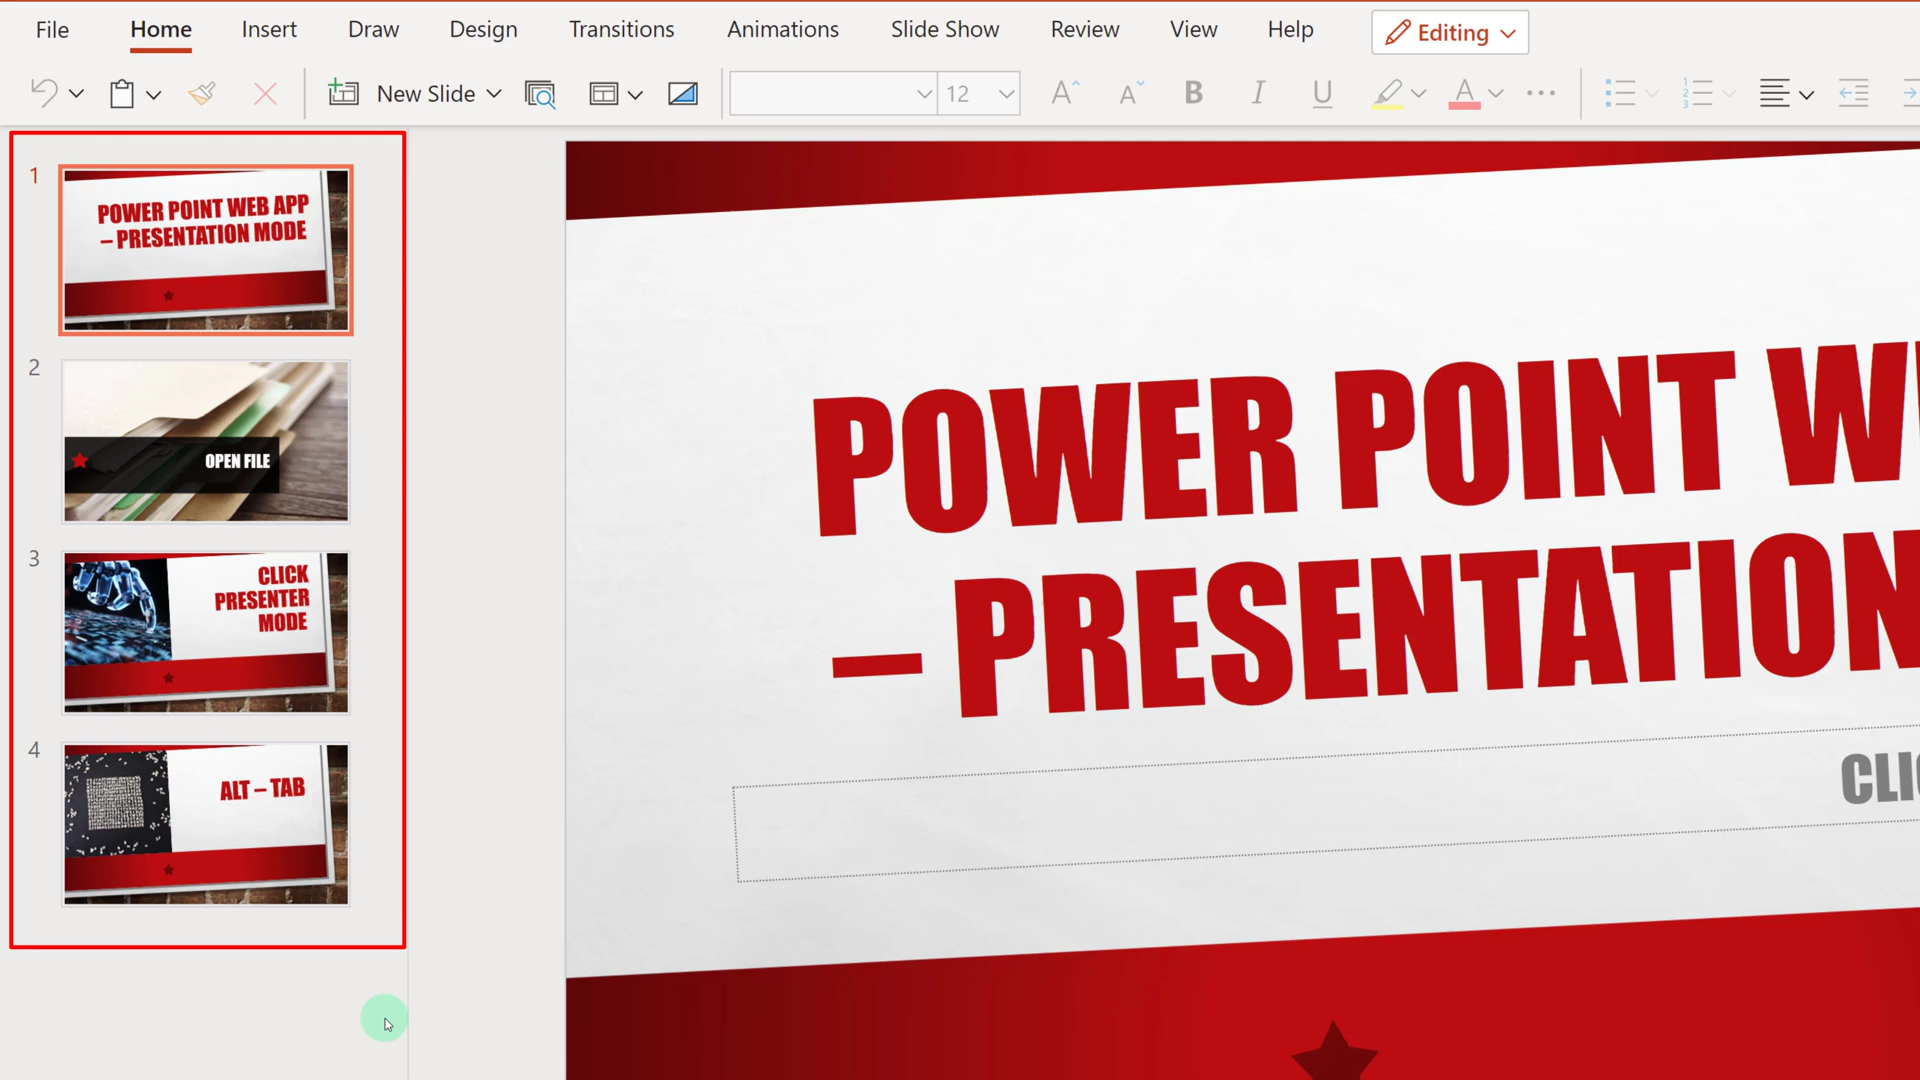 File Home Insert Draw Design Transitions Animations Slide Show Review View Help Editing
New Slide 12 A A B I U A
1
POWER POINT WEB APP
– PRESENTATION MODE
2
OPEN FILE
3
CLICK
PRESENTER
MODE
4
ALT – TAB
POWER POINT
– PRESENTATION